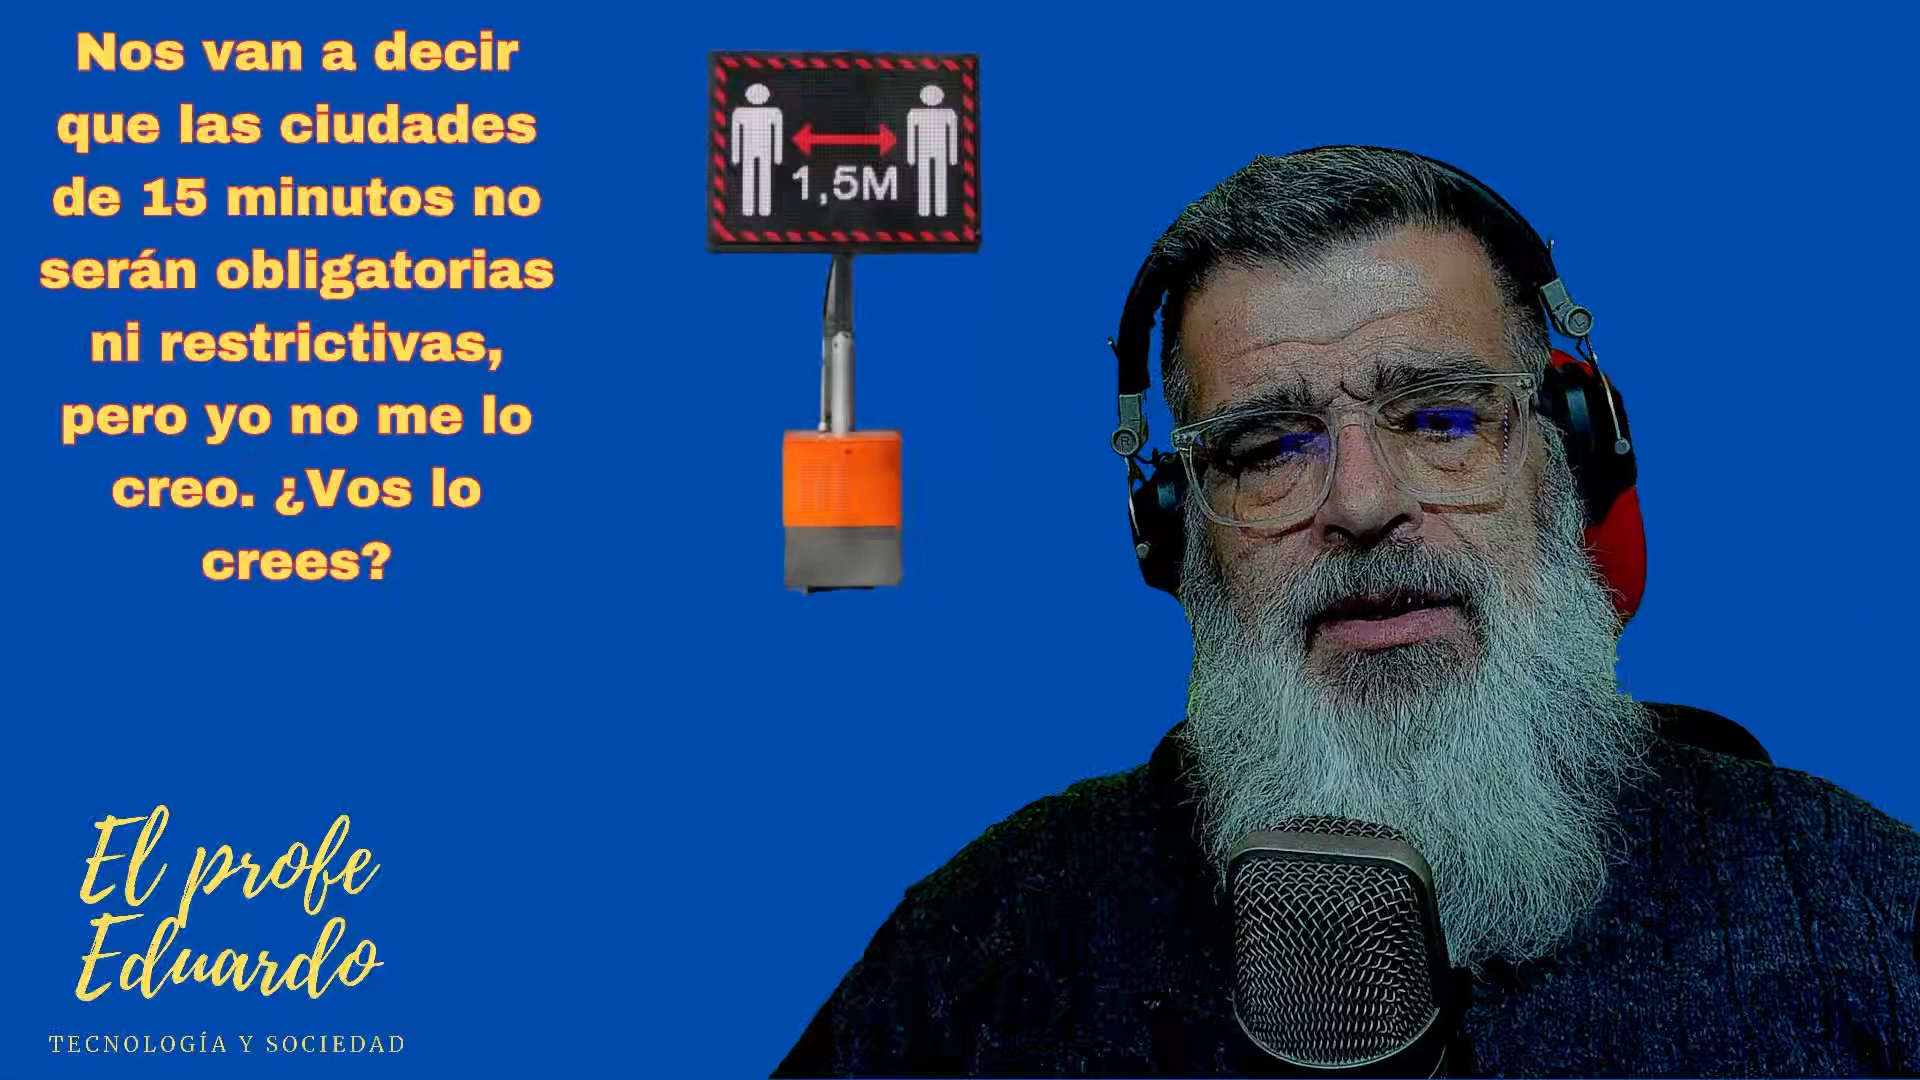 Nos van a decir
que las ciudades
de 15 minutos no
serán obligatorias
ni restrictivas,
pero yo no me lo
creo. ¿Vos lo
crees?
1,5M
R
L
El profe
Eduardo
TECNOLOGÍA Y SOCIEDAD